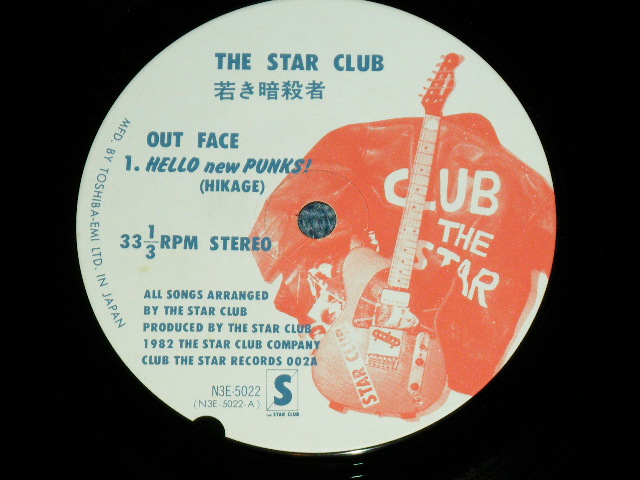 THE STAR CLUB
若き暗殺者
OUT FACE
1. HELLO new PUNKS!
(HIKAGE)
33 1/3 RPM STEREO
ALL SONGS ARRANGED
BY THE STAR CLUB
PRODUCED BY THE STAR CLUB
1982 THE STAR CLUB COMPANY
CLUB THE STAR RECORDS 002A
N3E-5022
(N3E-5022-A)
S
THE STAR CLUB
MFD. BY TOSHIBA-EMI LTD. IN JAPAN
CLUB
THE
STAR
STAR CLUB